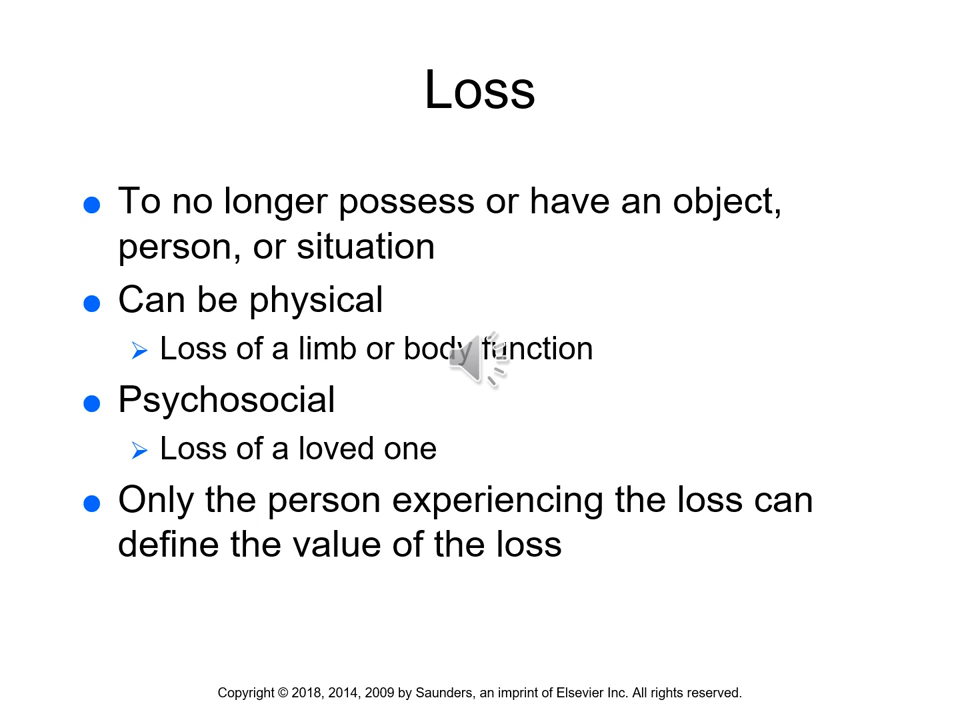 Loss
To no longer possess or have an object,
person, or situation
Can be physical
Loss of a limb or body function
Psychosocial
Loss of a loved one
Only the person experiencing the loss can
define the value of the loss
Copyright © 2018, 2014, 2009 by Saunders, an imprint of Elsevier Inc. All rights reserved.